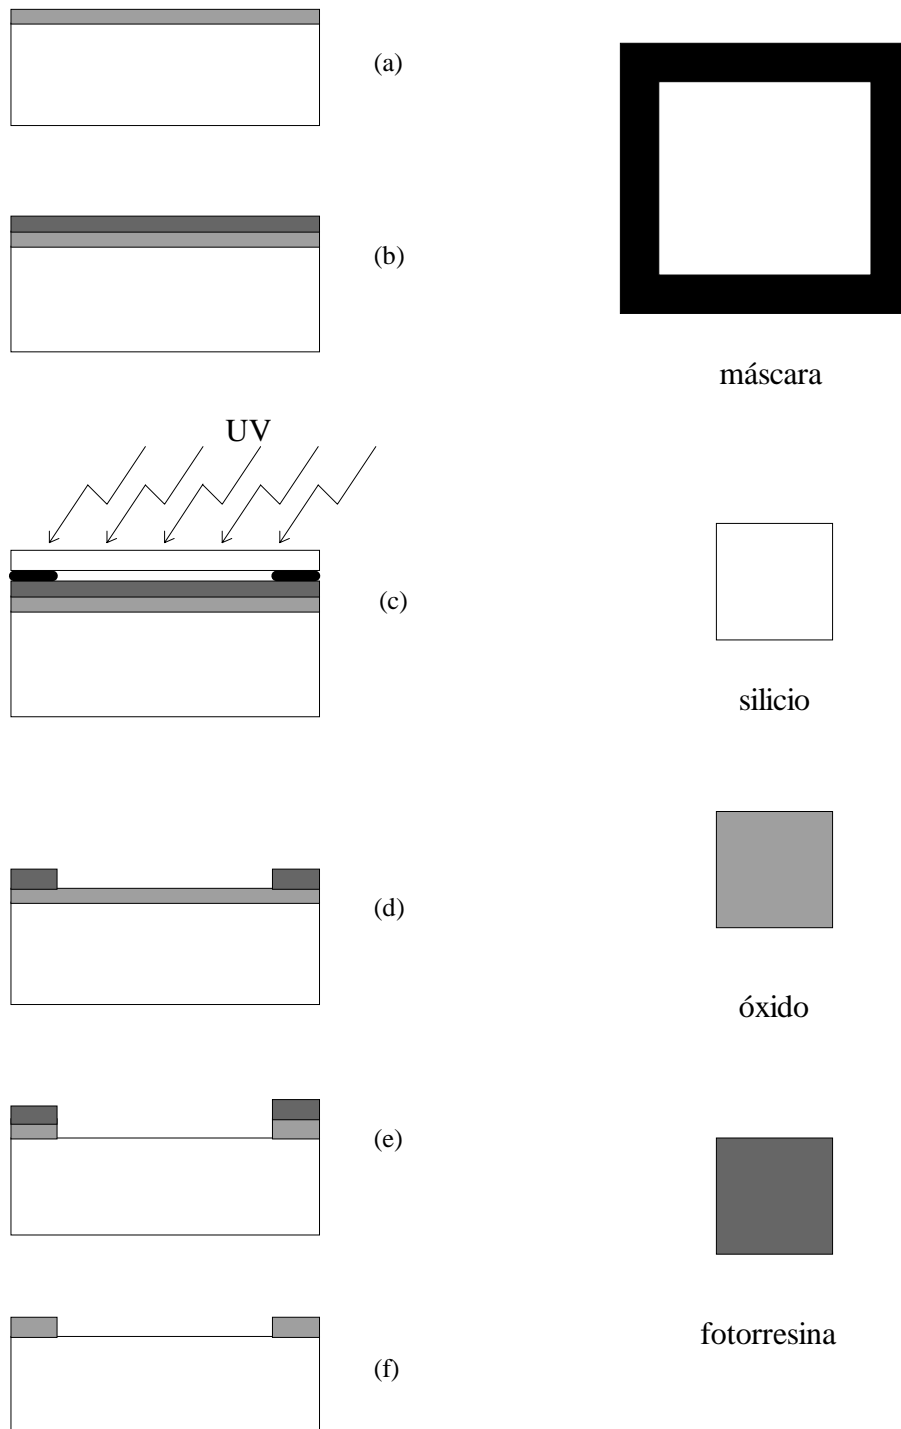 (a)
(b)
máscara
UV
(c)
silicio
(d)
óxido
(e)
fotorresina
(f)